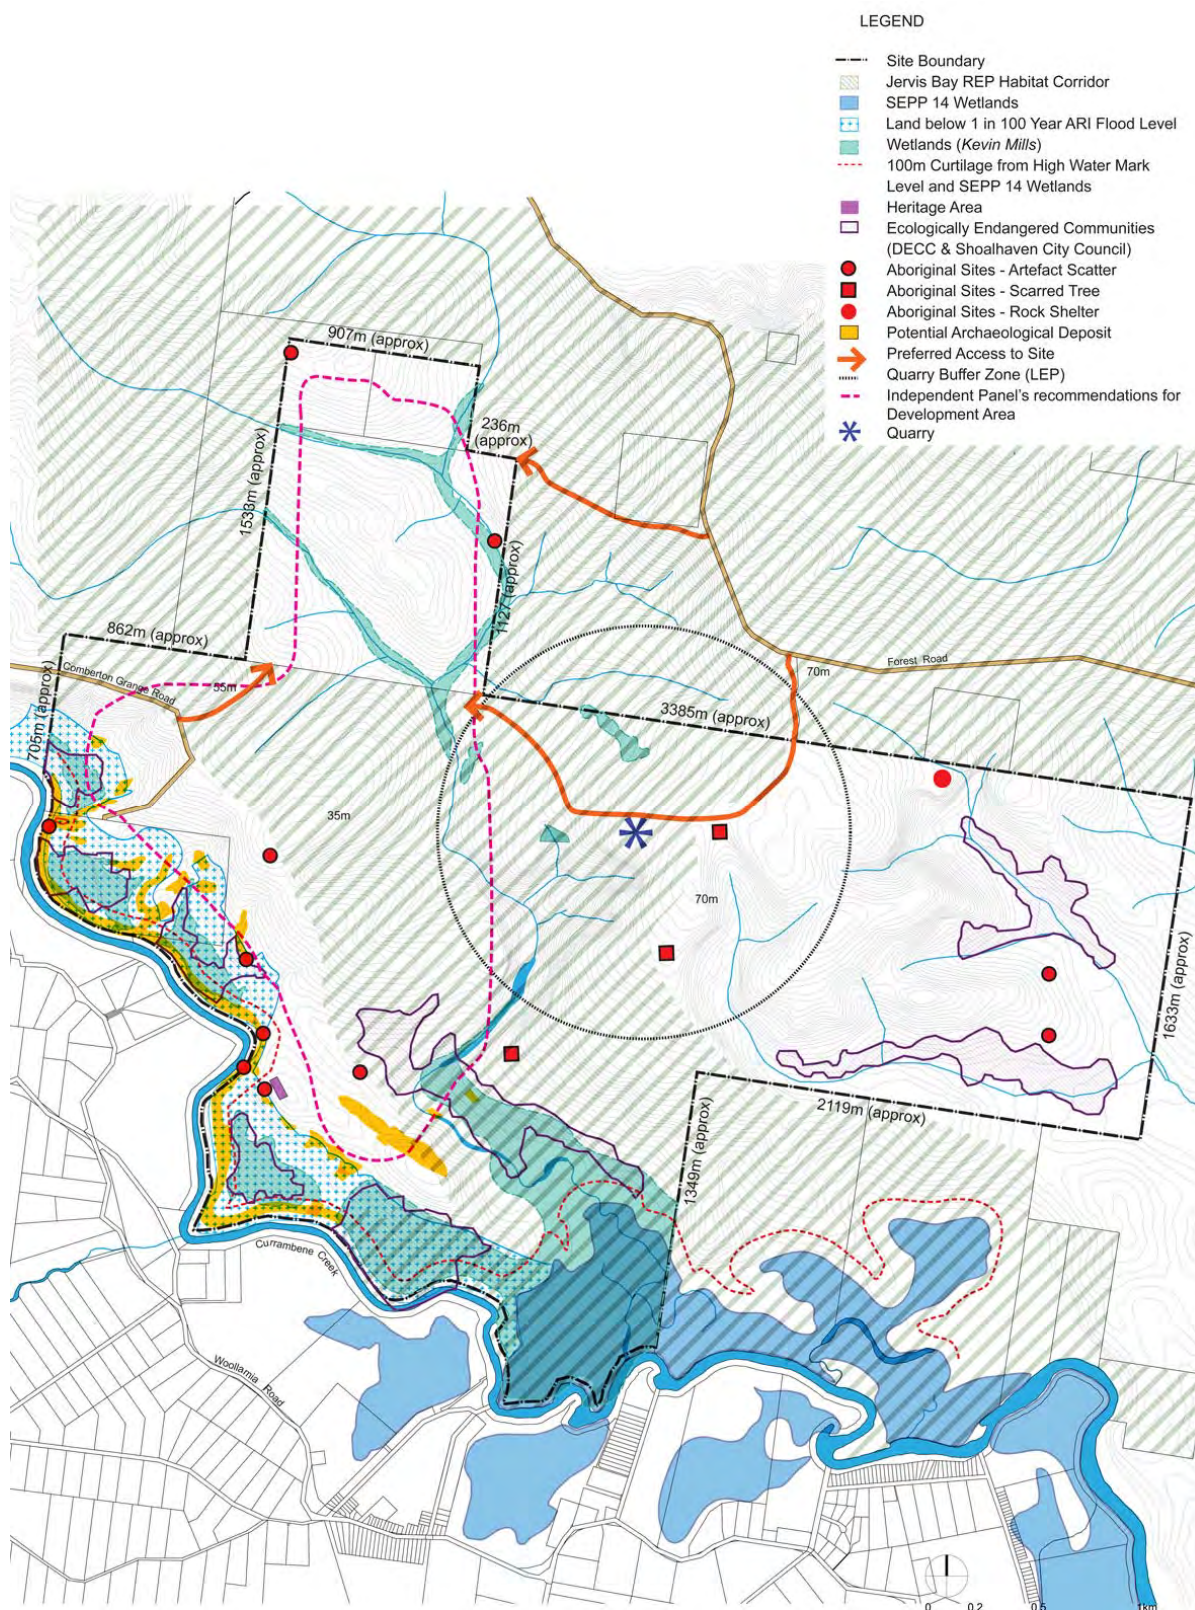 LEGEND
Site Boundary
Jervis Bay REP Habitat Corridor
SEPP 14 Wetlands
Land below 1 in 100 Year ARI Flood Level
Wetlands (Kevin Mills)
100m Curtilage from High Water Mark
Level and SEPP 14 Wetlands
Heritage Area
Ecologically Endangered Communities
(DECC & Shoalhaven City Council)
Aboriginal Sites - Artefact Scatter
Aboriginal Sites - Scarred Tree
Aboriginal Sites - Rock Shelter
Potential Archaeological Deposit
Preferred Access to Site
Quarry Buffer Zone (LEP)
Independent Panel's recommendations for
Development Area
Quarry
907m (approx)
236m
(approx)
1533m (approx)
1127 (approx)
862m (approx)
Comberton Grange Road
55m
705m (approx)
Forest Road
70m
3385m (approx)
35m
70m
1633m (approx)
2119m (approx)
1349m (approx)
Currambene Creek
Woollamia Road
0 0.2 0.5 1km